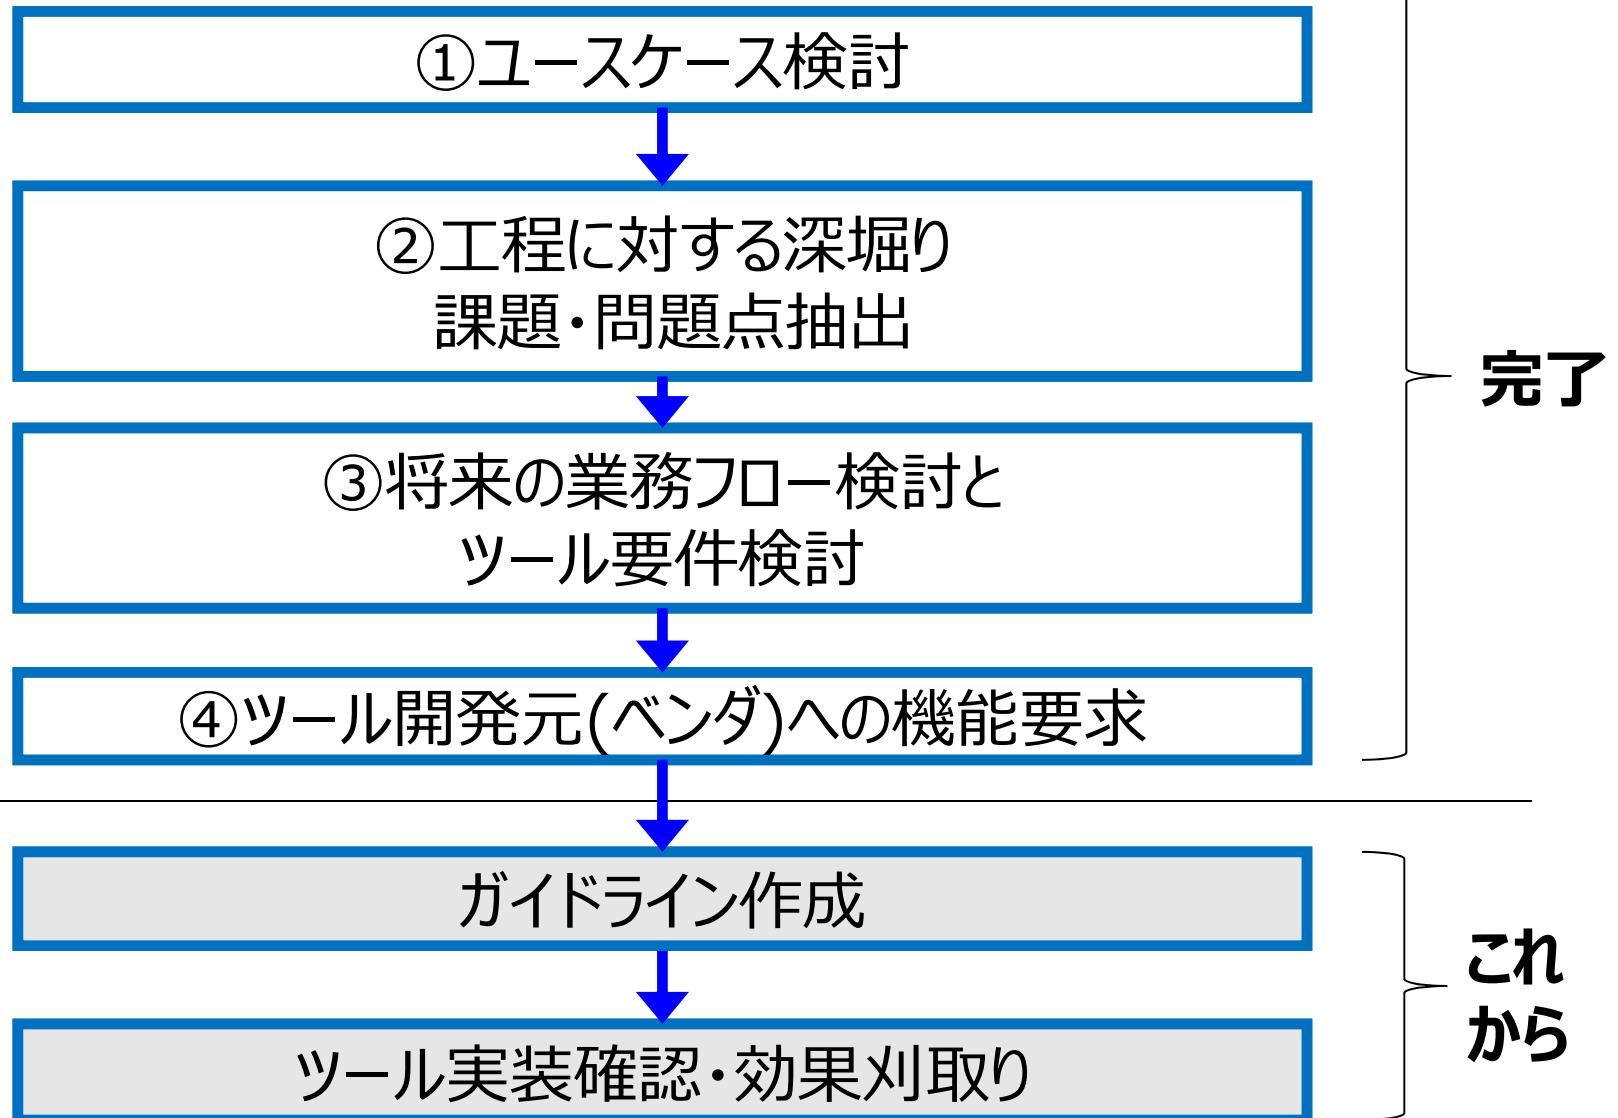 ①ユースケース検討
②工程に対する深堀り
課題・問題点抽出
③将来の業務フロー検討と
ツール要件検討
④ツール開発元(ベンダ)への機能要求
完了
ガイドライン作成
ツール実装確認・効果刈取り
これ
から